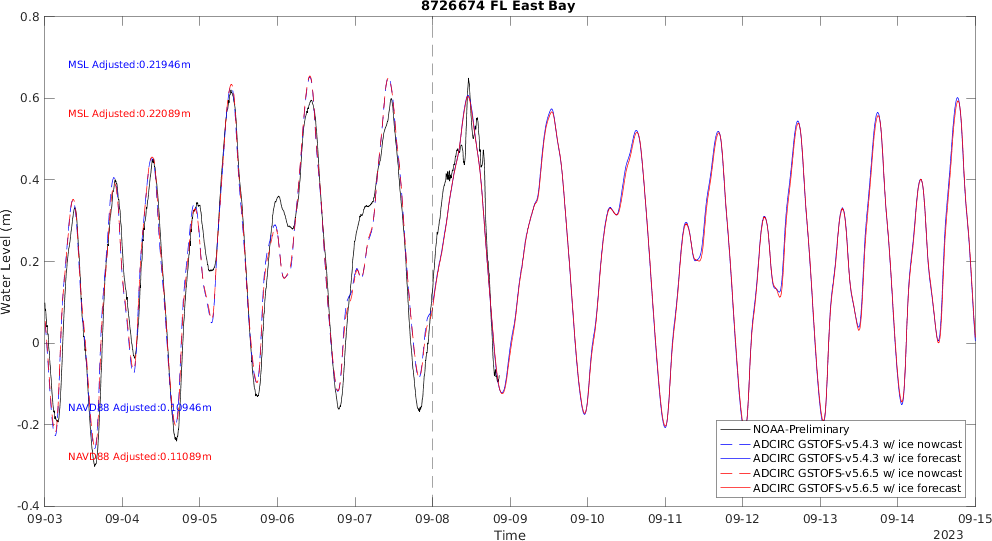 8726674 FL East Bay
0.8
0.6
0.4
0.2
0
-0.2
-0.4
Water Level (m)
MSL Adjusted:0.21946m
MSL Adjusted:0.22089m
NAVD88 Adjusted:0.10946m
NAVD88 Adjusted:0.11089m
NOAA-Preliminary
ADCIRC GSTOFS-v5.4.3 w/ ice nowcast
ADCIRC GSTOFS-v5.4.3 w/ ice forecast
ADCIRC GSTOFS-v5.6.5 w/ ice nowcast
ADCIRC GSTOFS-v5.6.5 w/ ice forecast
09-03 09-04 09-05 09-06 09-07 09-08 09-09 09-10 09-11 09-12 09-13 09-14 09-15
Time
2023